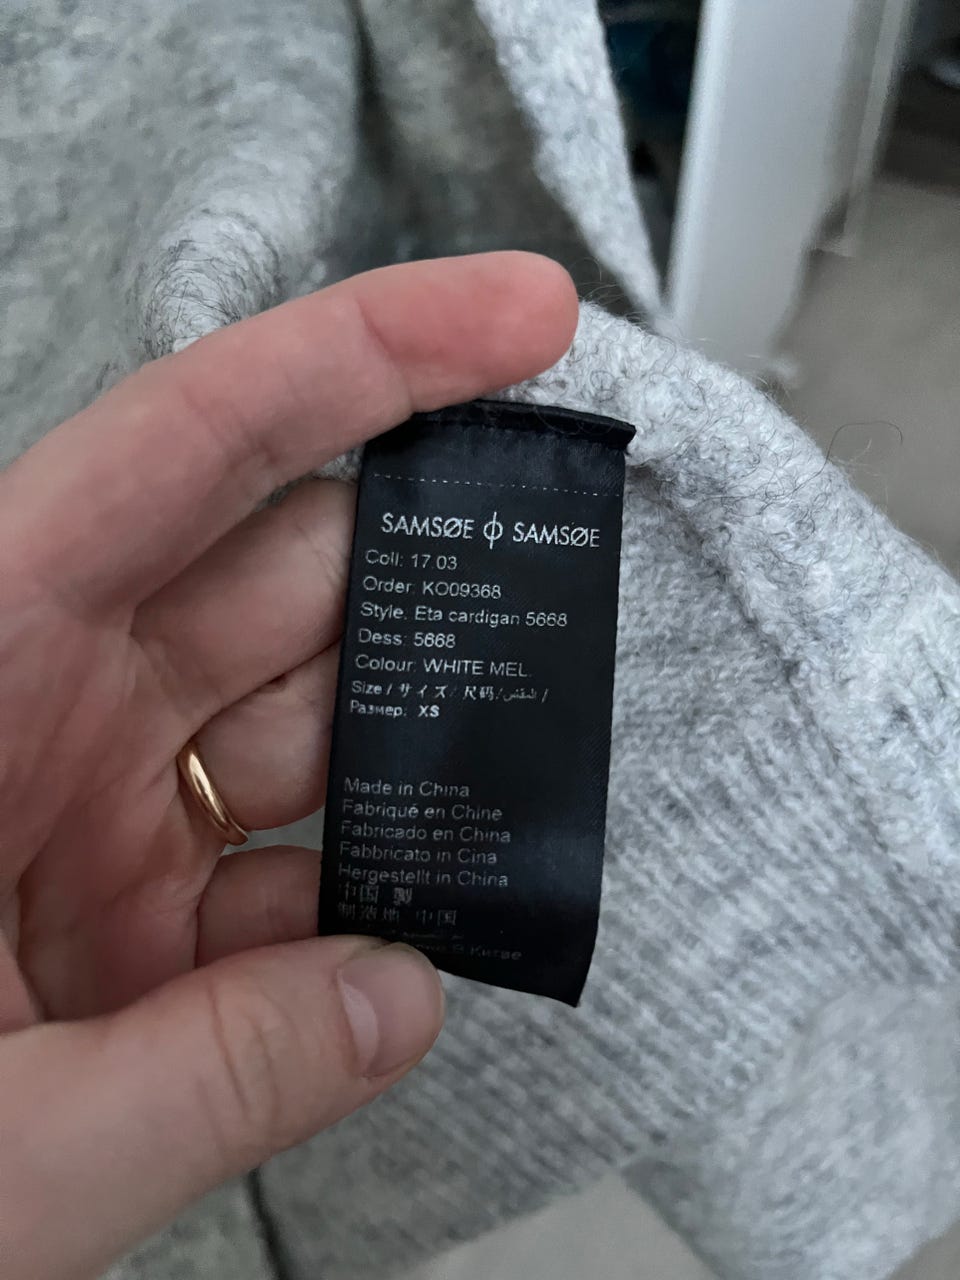 SAMSØE ɸ SAMSØE
Coll: 17.03
Order: KO09368
Style: Eta cardigan 5668
Dess: 5668
Colour: WHITE MEL.
Size / サイズ / 尺码 / المقاس /
Размер: XS
Made in China
Fabriqué en Chine
Fabricado en China
Fabbricato in Cina
Hergestellt in China
中国 製
制造地 中国
в Китае